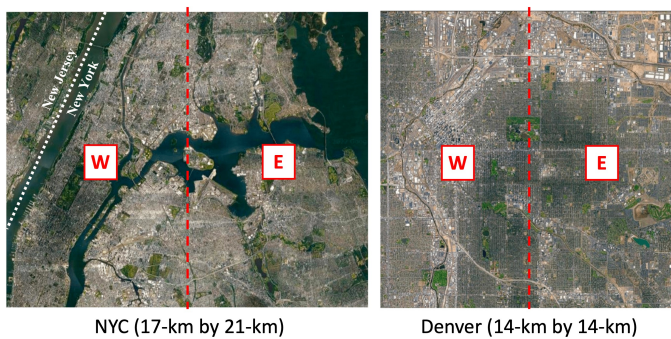 New Jersey
New York
W
E
W
E
NYC (17-km by 21-km)
Denver (14-km by 14-km)